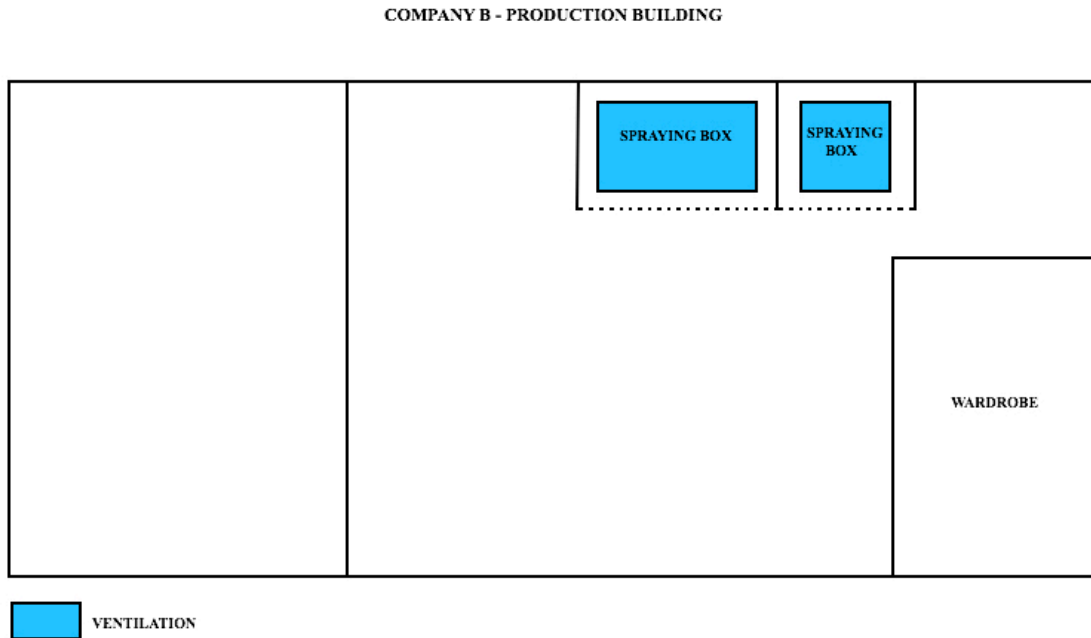 COMPANY B - PRODUCTION BUILDING
SPRAYING BOX
SPRAYING
BOX
WARDROBE
VENTILATION